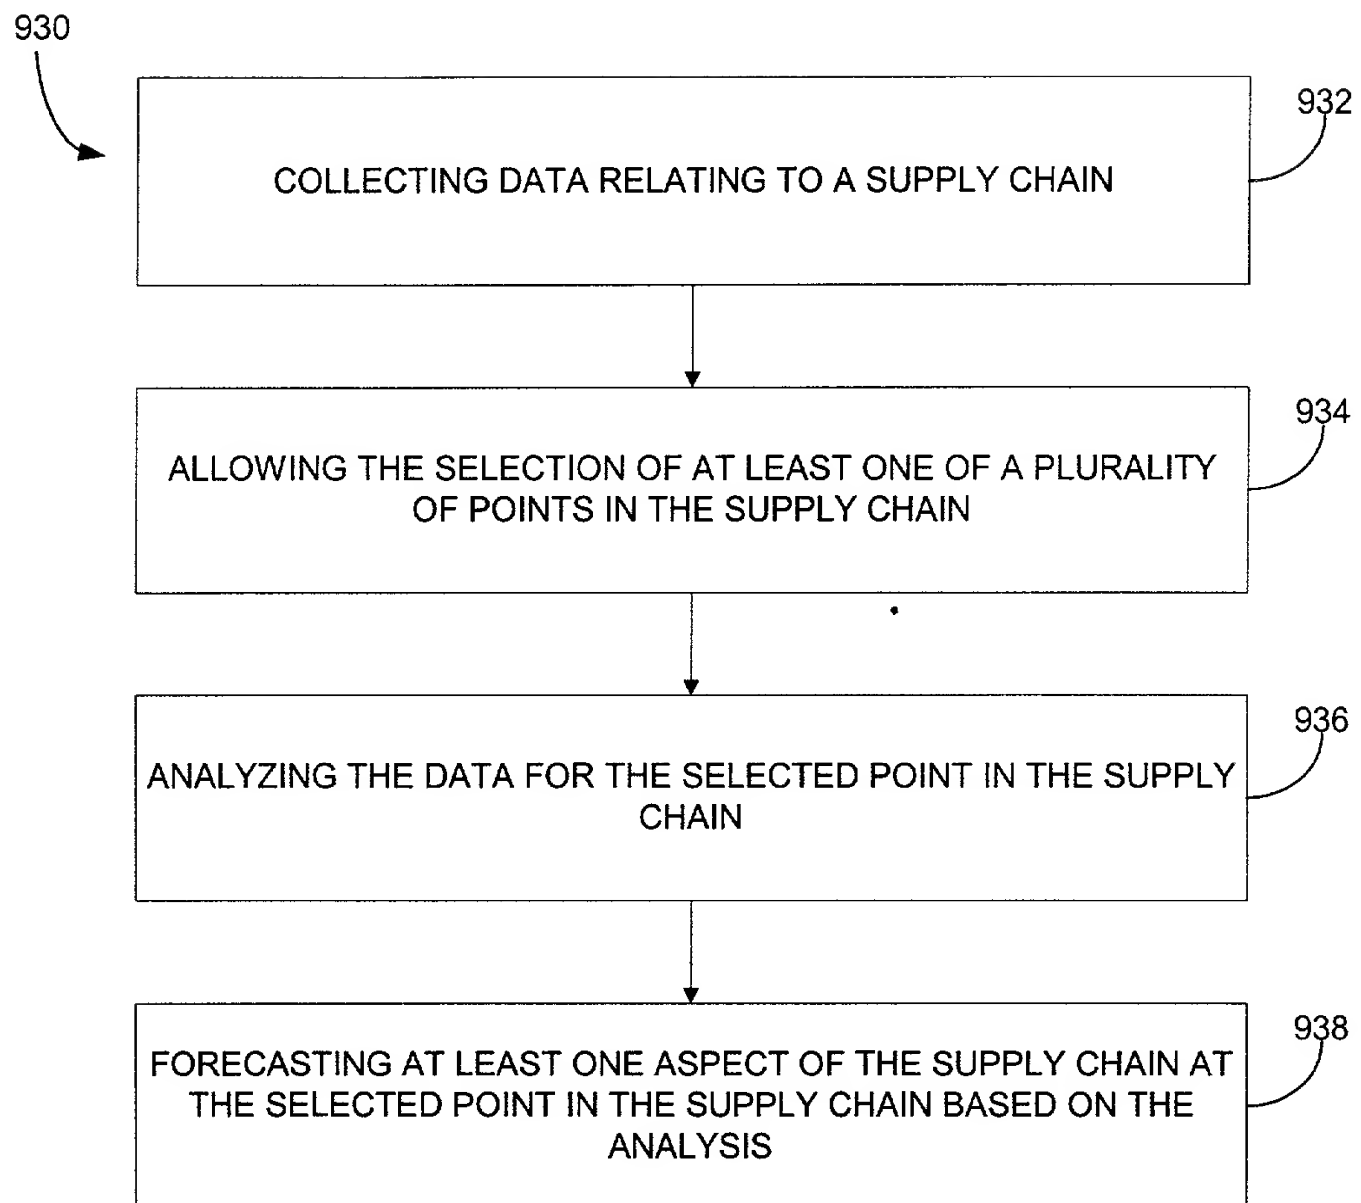 930
932
COLLECTING DATA RELATING TO A SUPPLY CHAIN
934
ALLOWING THE SELECTION OF AT LEAST ONE OF A PLURALITY
OF POINTS IN THE SUPPLY CHAIN
936
ANALYZING THE DATA FOR THE SELECTED POINT IN THE SUPPLY
CHAIN
938
FORECASTING AT LEAST ONE ASPECT OF THE SUPPLY CHAIN AT
THE SELECTED POINT IN THE SUPPLY CHAIN BASED ON THE
ANALYSIS